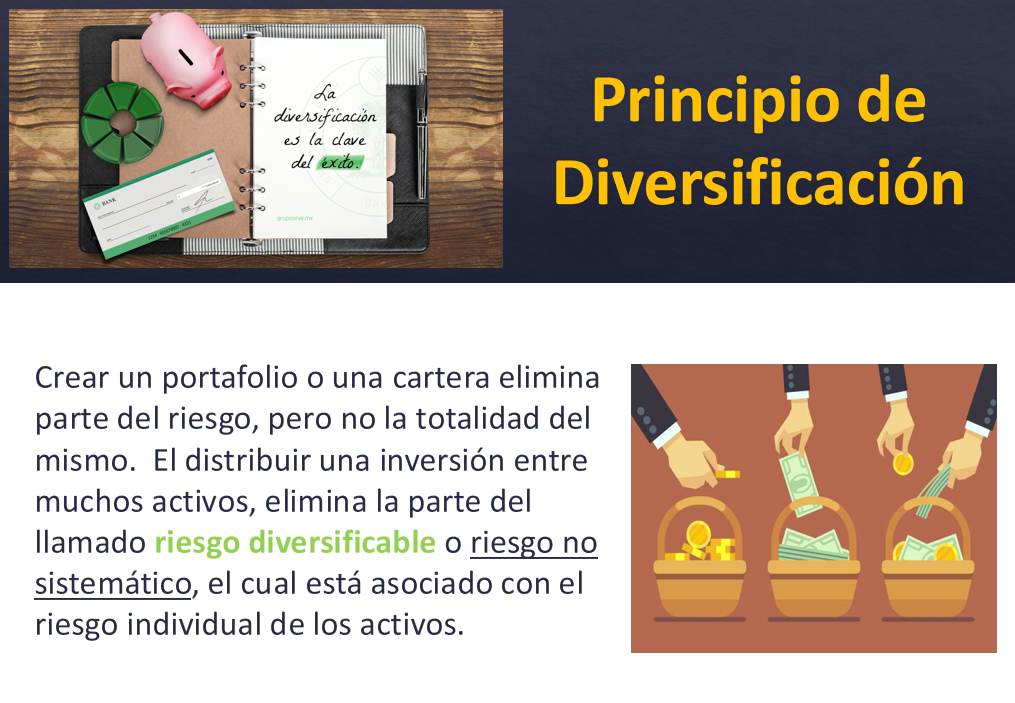 La
diversificación
es la clave
del éxito.
BANK
Principio de
Diversificación
Crear un portafolio o una cartera elimina
parte del riesgo, pero no la totalidad del
mismo. El distribuir una inversión entre
muchos activos, elimina la parte del
llamado riesgo diversificable o riesgo no
sistemático, el cual está asociado con el
riesgo individual de los activos.